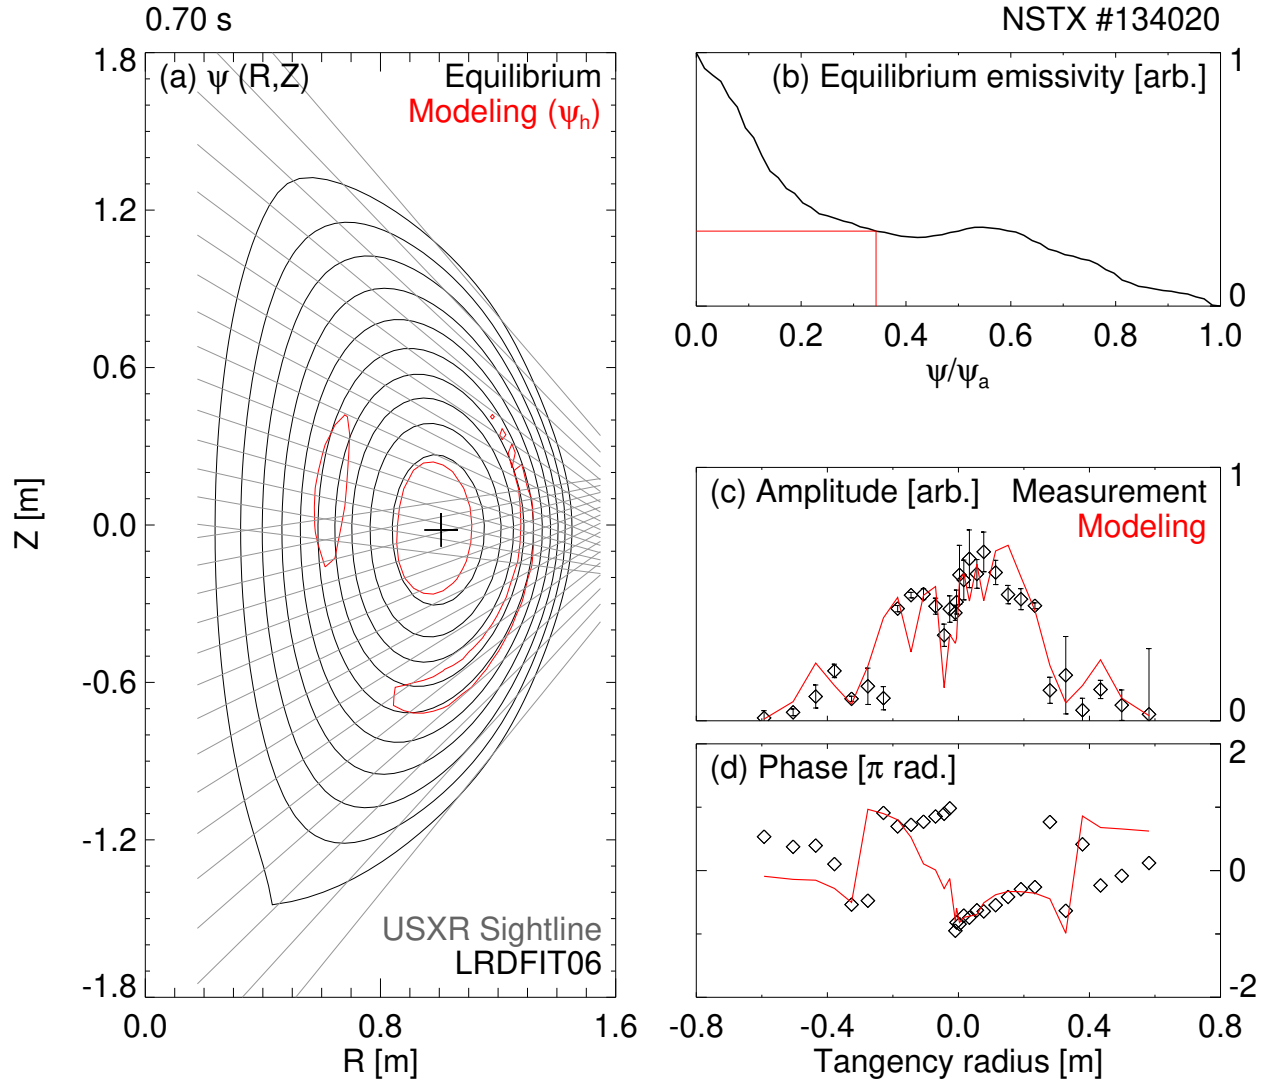 0.70 s
NSTX #134020
(a) ψ (R,Z)
Equilibrium
Modeling (ψh)
1.8
1.2
0.6
0.0
-0.6
-1.2
-1.8
Z [m]
USXR Sightline
LRDFIT06
0.0
0.8
1.6
R [m]
(b) Equilibrium emissivity [arb.]
1
0
0.0
0.2
0.4
0.6
0.8
1.0
ψ/ψa
(c) Amplitude [arb.]
Measurement
Modeling
1
0
(d) Phase [π rad.]
2
0
-2
-0.8
-0.4
0.0
0.4
0.8
Tangency radius [m]